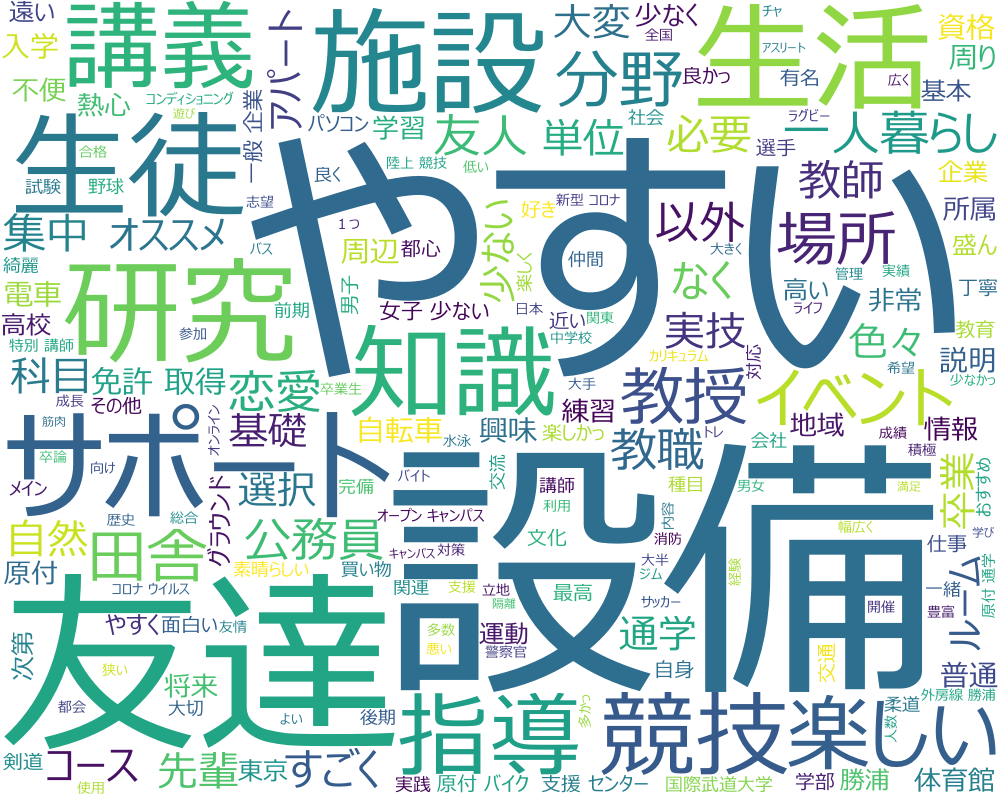 遠い
講義
施設
大変
少なく
全国
チャ
アスリート
生活
資格
入学
不便
熱心
コンディショニング
遊び
一般 企業
アパート
パソコン
学習
友人
分野
単位
社会
良かっ
必要
有名
選手
広く
ラグビー
一人暮らし
周り
基本
生徒
合格
試験
野球
志望
良く
陸上 競技
低い
やすい
教師
企業
所属
集中
オススメ
バス
1つ
周辺
都心
少ない
好き
楽しく
新型 コロナ
仲間
以外
大きく
場所
管理
実績
盛ん
綺麗
電車
高校
参加
前期
男子
女子 少ない
日本
近い
関東
なく
高い
ライフ
非常
丁寧
特別 講師
研究
知識
中学校
実技
カリキュラム
対応
色々
希望
教育
説明
少なかっ
科目
免許 取得
恋愛
卒業生
大手
教授
イベント
成長
その他
筋肉
オンライン
基礎
自転車
水泳
興味
練習
楽しかっ
教職
トレ
会社
地域
成績
積極
情報
サポート
卒論
メイン
向け
選択
完備
バイト
交流
講師
利用
種目
男女
満足
卒業
おすすめ
歴史
総合
グラウンド
公務員
オープン キャンパス
設備
文化
内容
消防
幅広く
学び
仕事
自然
田舎
原付
素晴らしい
買い物
キャンパス
対策
関連
支援
立地
隔離
最高
ジム
サッカー
経験
開催
一緒
豊富
ルーム
原付 通学
コロナ ウイルス
友達
やすく
面白い
友情
多数
悪い
運動
警察官
通学
自身
交通
普通
次第
狭い
将来
大切
都会
よい
後期
指導
多かっ
競技
楽しい
人数
柔道
外房線 勝浦
剣道
コース
使用
先輩
東京
すごく
実践
原付 バイク
支援 センター
国際武道大学
学部
勝浦
体育館